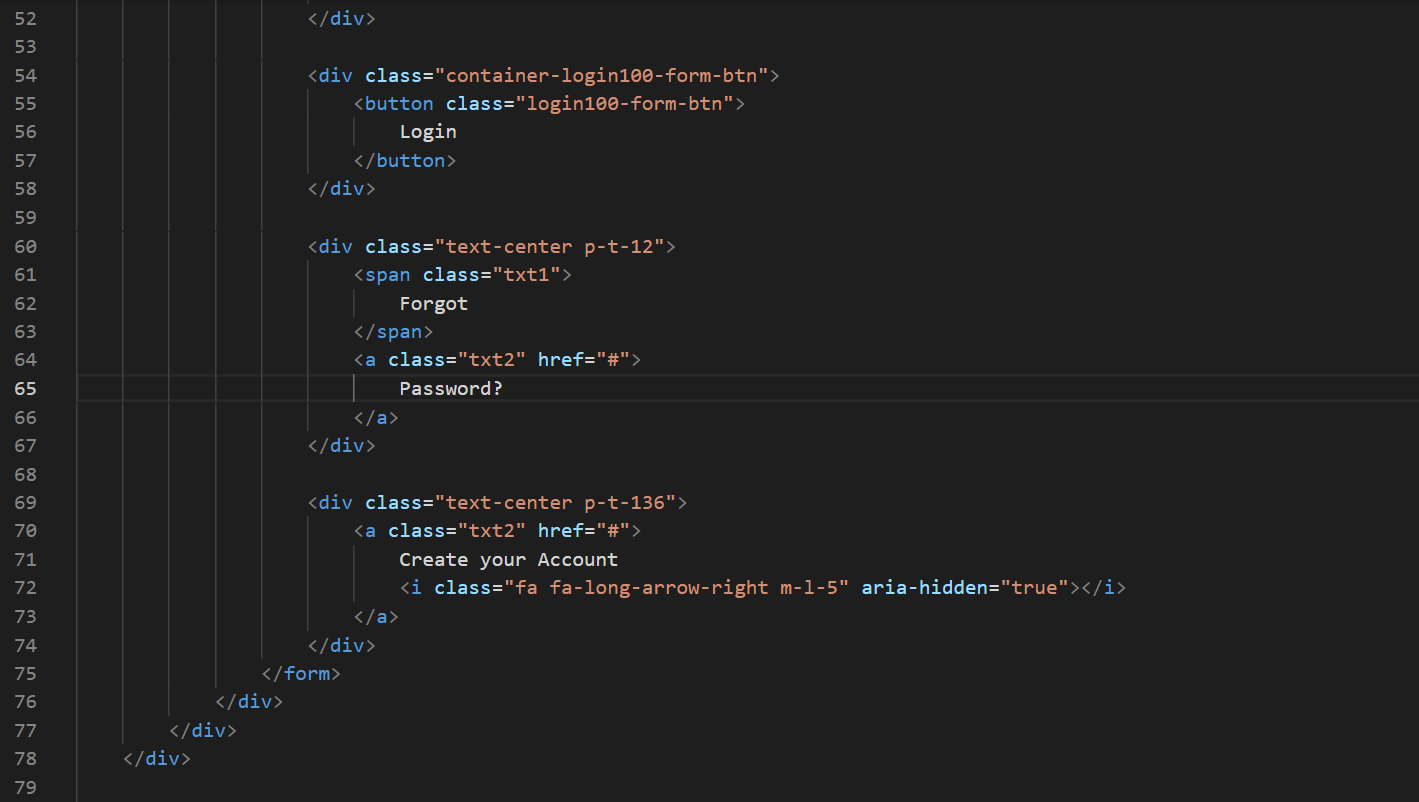 52 </div>
53
54 <div class="container-login100-form-btn">
55 <button class="login100-form-btn">
56 Login
57 </button>
58 </div>
59
60 <div class="text-center p-t-12">
61 <span class="txt1">
62 Forgot
63 </span>
64 <a class="txt2" href="#">
65 Password?
66 </a>
67 </div>
68
69 <div class="text-center p-t-136">
70 <a class="txt2" href="#">
71 Create your Account
72 <i class="fa fa-long-arrow-right m-l-5" aria-hidden="true"></i>
73 </a>
74 </div>
75 </form>
76 </div>
77 </div>
78 </div>
79